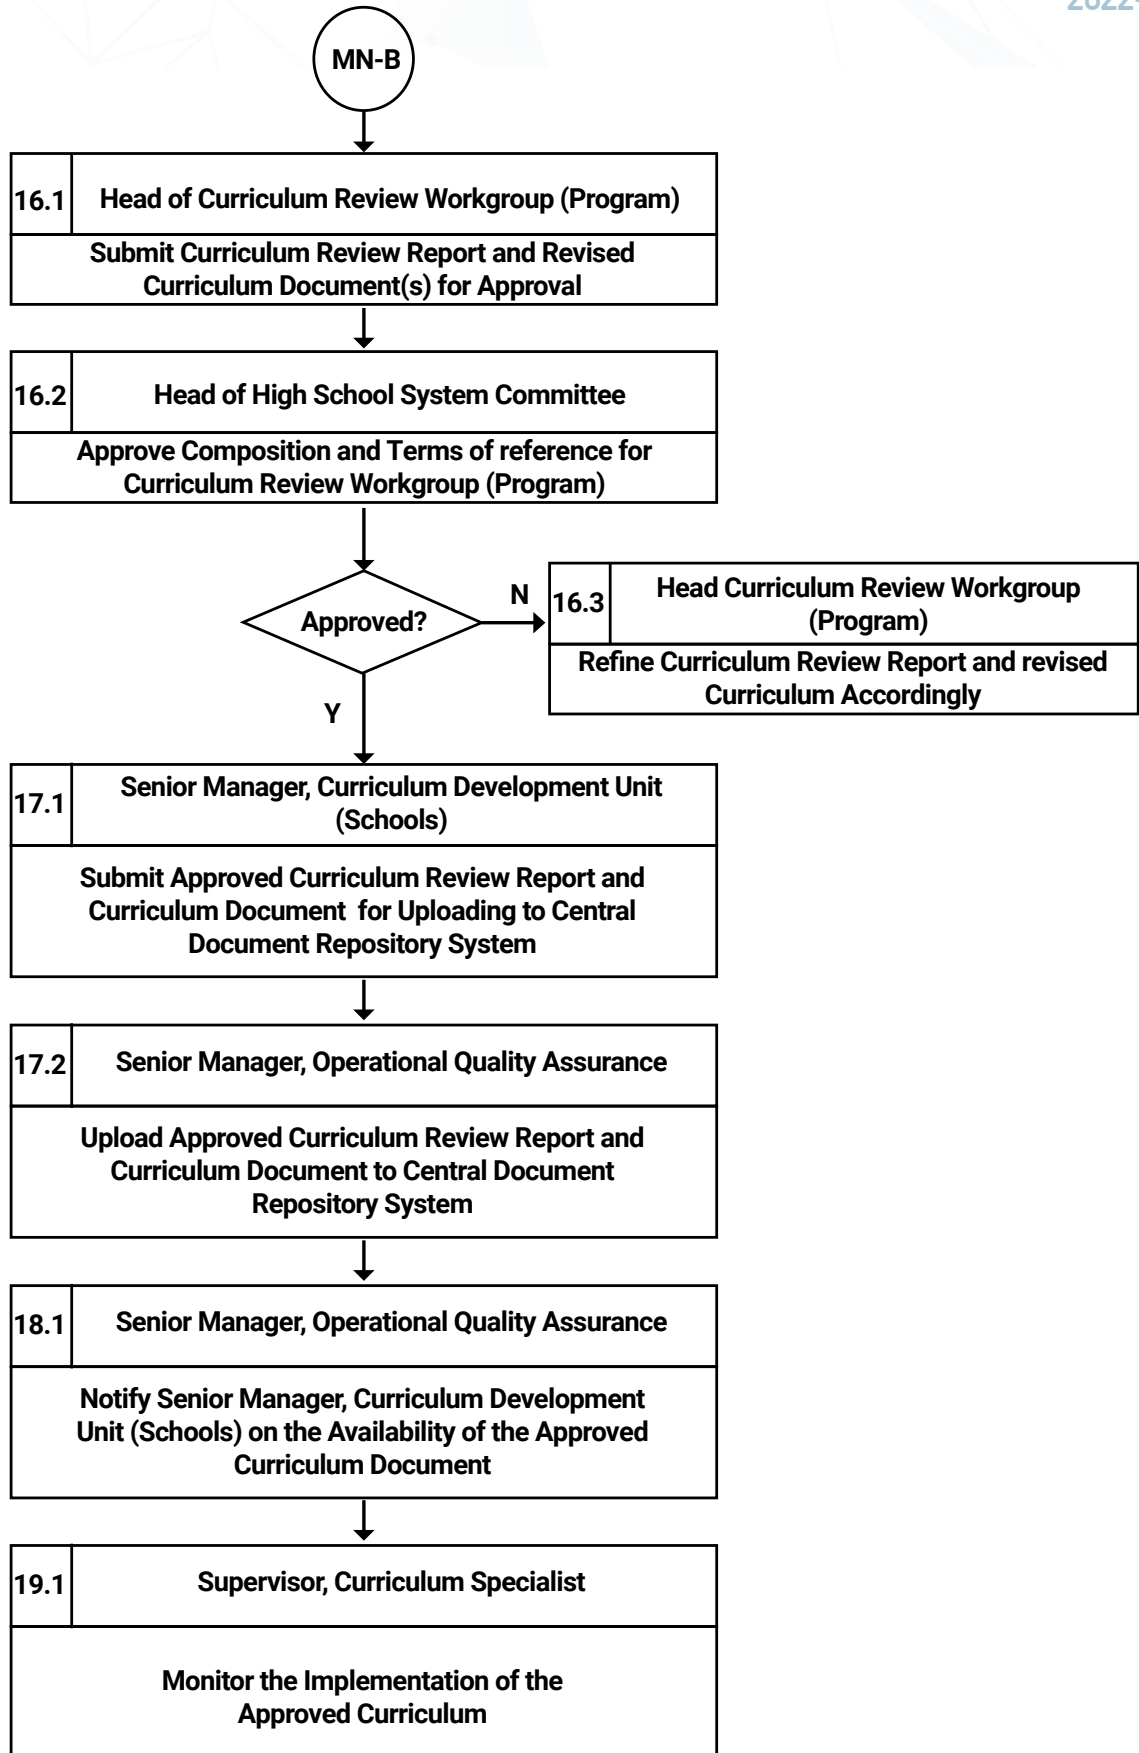 MN-B
16.1
Head of Curriculum Review Workgroup (Program)
Submit Curriculum Review Report and Revised
Curriculum Document(s) for Approval
16.2
Head of High School System Committee
Approve Composition and Terms of reference for
Curriculum Review Workgroup (Program)
Approved?
N
16.3
Head Curriculum Review Workgroup
(Program)
Refine Curriculum Review Report and revised
Curriculum Accordingly
Y
17.1
Senior Manager, Curriculum Development Unit
(Schools)
Submit Approved Curriculum Review Report and
Curriculum Document for Uploading to Central
Document Repository System
17.2
Senior Manager, Operational Quality Assurance
Upload Approved Curriculum Review Report and
Curriculum Document to Central Document
Repository System
18.1
Senior Manager, Operational Quality Assurance
Notify Senior Manager, Curriculum Development
Unit (Schools) on the Availability of the Approved
Curriculum Document
19.1
Supervisor, Curriculum Specialist
Monitor the Implementation of the
Approved Curriculum